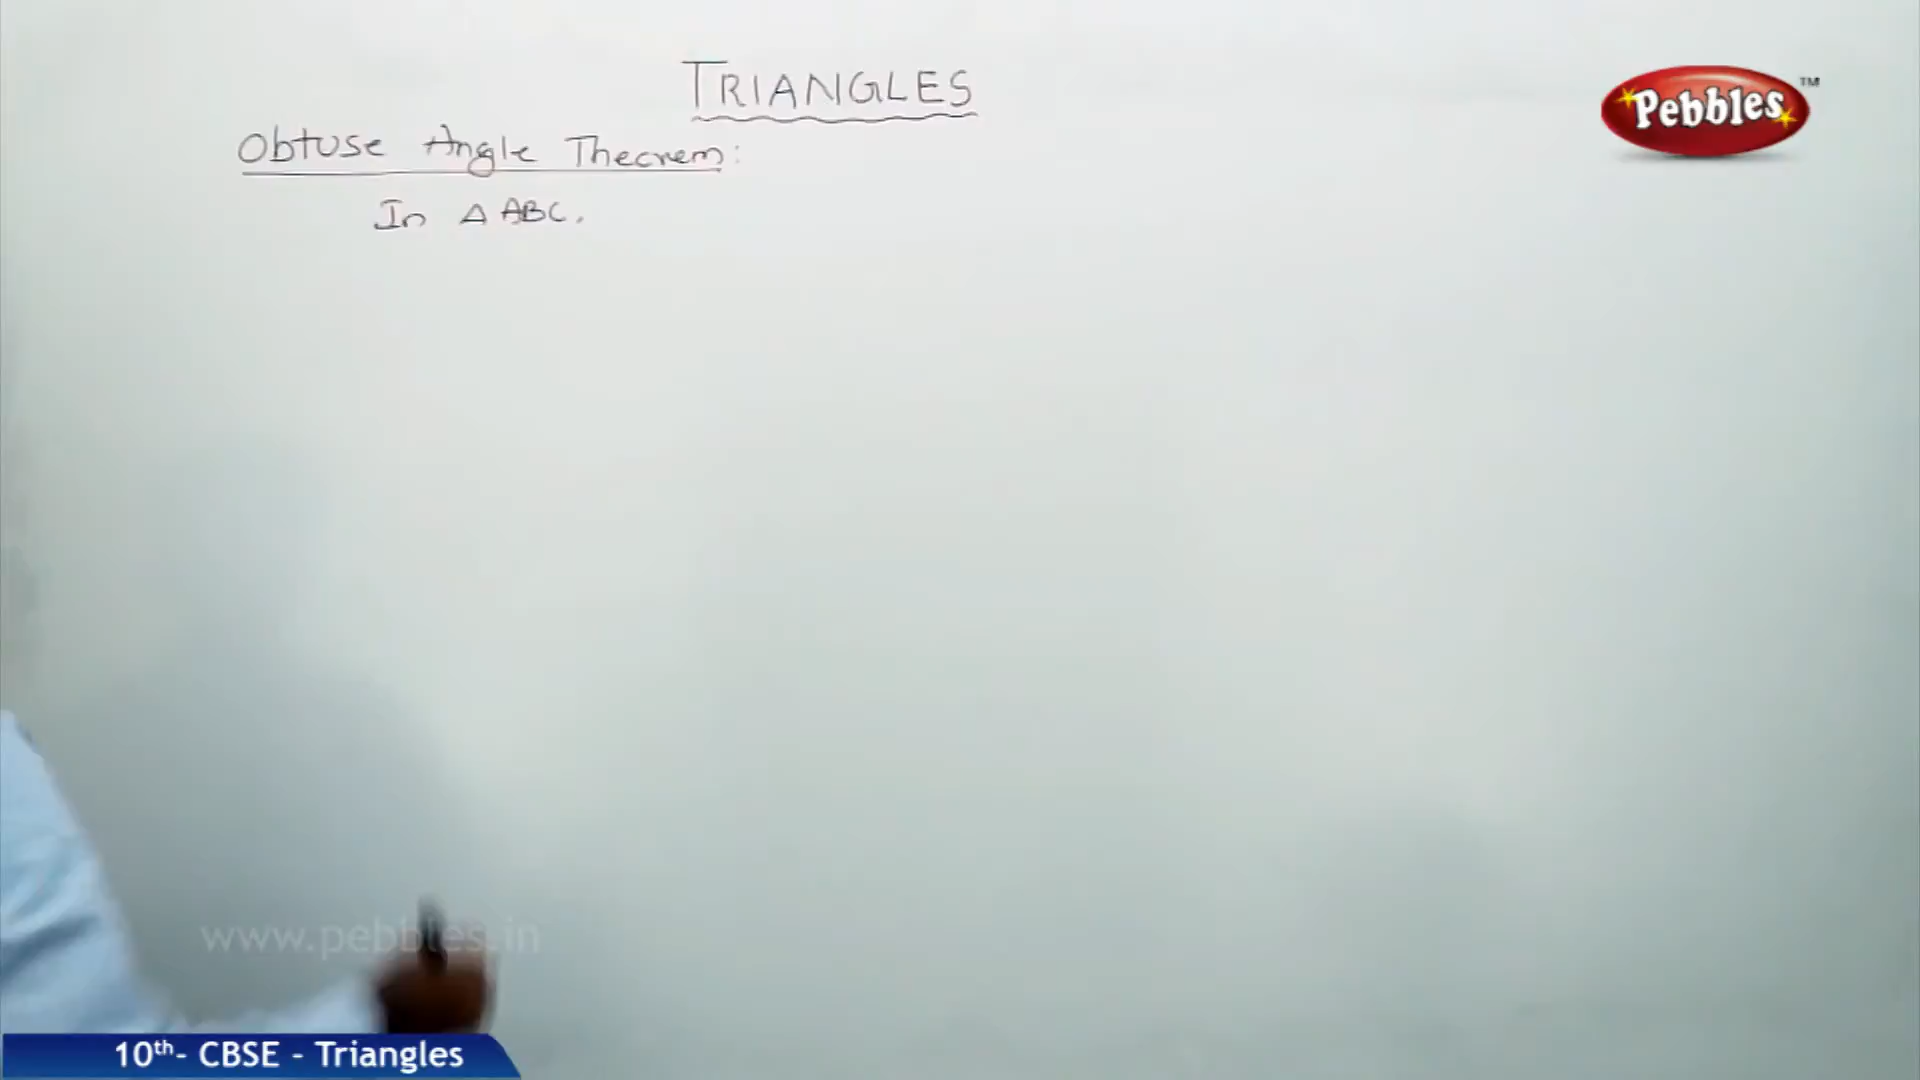 TRIANGLES
Pebbles™
Obtuse Angle Theorem:
In Δ ABC,
www.pebbles.in
10th- CBSE - Triangles